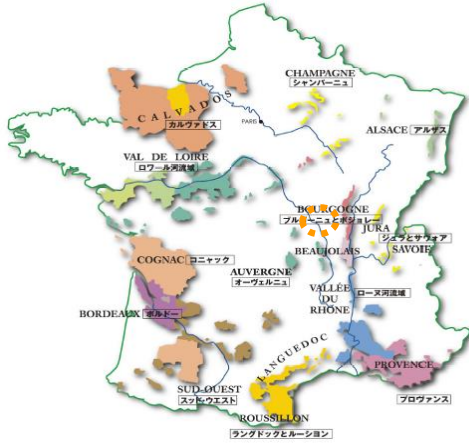 CHAMPAGNE
シャンパーニュ
CALVADOS
カルヴァドス
PARIS
ALSACE アルザス
VAL DE LOIRE
ロワール河流域
BOURGOGNE
ブルゴーニュとボジョレー
JURA
ジュラとサヴォア
SAVOIE
BEAUJOLAIS
COGNAC コニャック
AUVERGNE
オーヴェルニュ
VALLÉE
DU
RHÔNE
ローヌ河流域
BORDEAUX ボルドー
LANGUEDOC
PROVENCE
プロヴァンス
SUD-OUEST
スッド・ウエスト
ROUSSILLON
ラングドックとルーシヨン